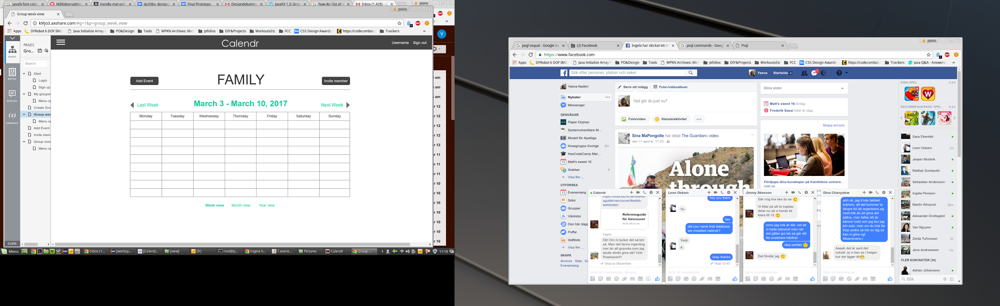 javafx font color
Måltidsersättnin
Handla mat onlin
da336a_designdo
Final Prototype -
Designdokumen
JavaFX 1.3: Grow
how do i list all d
Inbox (1,428) - y
yasna
yasna
Group week view
k9ljo3.axshare.com/#g=1&p=group_week_view
Apps
DFRobot 6 DOF IMU
Java Initialize Array E
PO&Design
Tools
WPKN Archives: Mich
ptfolios
DIY&Projects
WorkoutsEtc
FCC
CSS Design Awards
https://codecombat.c
Trackers
Y
PAGES
NOTES
DISCUSS
(x)
CONSOLE
CLOSE
PAGES
Gro...
Search
Start
Login
Sign up
My groups/
Menu op
Create Gro
Group wee
Menu op
Add Event
Invite mem
Group mon
Menu op
Calendr
Username
Sign out
Add Event
FAMILY
Invite member
Last Week
March 3 - March 10, 2017
Next Week
Monday
Tuesday
Wednesday
Thursday
Friday
Saturday
Sunday
Week view
Month view
Year view
am
am
am
r 12
r 12
r 12
r 12
r 12
r 11
r 11
r 11
r 10
r 10
r 10
r 10
r 10
r 10
r 10
Menu
Inbox (1...
[worksp...
[Calend...
[view]
[fr]
root@p...
Ingela h...
1.event....
Pictures
Calendr
Group ...
11:10
yasna
psgl sequal - Google Se
(2) Facebook
Ingela har skickat ett m
psql commands - Googl
Psql
https://www.facebook.com
Apps
DFRobot 6 DOF IMU
Java Initialize Array E
PO&Design
Tools
WPKN Archives: Mich
ptfolios
DIY&Projects
WorkoutsEtc
FCC
CSS Design Awards
https://codecombat.c
Trackers
Java Q&A - Answers
Sök efter personer, platser och saker
Yasna
Startsida 1
1
Yasna Naderi
Nyheter
Messenger
GENVÄGAR
Paper Orphan
Systemutvecklare M...
Modell för Apelöga
Kosegruppa Sverige 20+
freeCodeCamp Mal...
Matt's sweet 16
Svärtan 9
Visa fler ...
UTFORSKA
Evenemang
Sidor
Grupper
Vänlistor
Den här dage
Puffar
Sidflöde
Visa fler ...
SKAPA
Annons · Sida · Gr
Evenemang
Skriv ett inlägg
Foto-/videoalbum
Vad gör du just nu?
Foto/video
Känsla/aktivitet
Sina MaPongolle har delat The Guardians video.
den 11 april kl. 17:23
Alone
through
Dina sidor
Matt's sweet 16 lördag
Frederik Sassi fyller år idag
Skapa annons
Fördjupa dina kunskaper på framtidens univers...
mah.se
DINA SPEL FLER
REKOMMENDERADE SPEL FLER
Sara Ebenfelt
Leon Oskam 1m
Jesper Moldvik
Mattias Sundquist
Sebastian Andersson
Ingela Persson
Martin Winqvist 36m
Alexander Drottsgård
Van Nguyen
Zelda Tufvesson 3h
Jens Andreassen 1m
FLER KONTAKTER (30)
Adrian Johansson
Sök
Calendr
https://tools.kib.ki.se/referen
sguide/vancouver/#webb-
webbsidor
Referensguide
för Vancouver
tools.kib.ki.se
Ingela
Ok! Om ni tycker det så kör
så. Men det fanns ingenting
mer än att granska som jag
skulle direkt göra då? Och
Powerpoint?
Visat av Maximilian
Skriv ett meddelande, @name ...
Leon Oskam
hey you there
Yo
hey
did you name that database
we creadted calendr?
Yeqh
A
okay thanks
Visat 10:40
Skriv ett meddelande ...
Jimmy Åkesson
Går nog bra ska du se
Vi tittar på att ta ingelas
delar nu så vi borde bli
klara till 12
sorry jag inte är där, vet att
vi hade planerat men när
det gäller gui lek så går allt
lite snabbare härifrån
okej perfekt
Det förstår jag
Skriv ett meddelande ...
Dina Chanyalew
ahh ok, jag k'nde faktiskt
tvärtom, att det kommer ta
längre tid att organisera sig
med folk än att göra det
själva, men fattar att du
känner tvärt om! jag tror jag
kör solo. men om du inte får
ihop andra så hör av dig så
kan vi göra ngt
tillsammans:)
Aaaah det är sant det
också! Ja vi kan se i helgen
hur det ligger till
Skriv ett meddelande ...